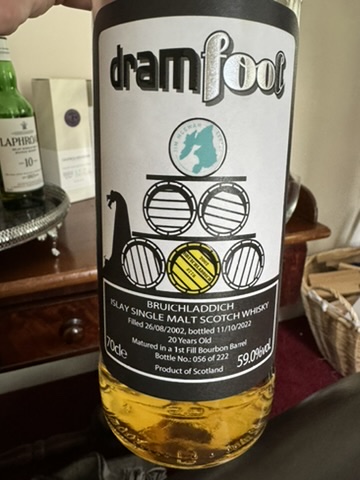 dramfool
BRUICHLADDICH
ISLAY SINGLE MALT SCOTCH WHISKY
Filled 26/08/2002, bottled 11/10/2022
20 Years Old
Matured in a 1st Fill Bourbon Barrel
Bottle No.: 056 of 222
70cl℮
59.0%vol
Product of Scotland
LAPHRO
10